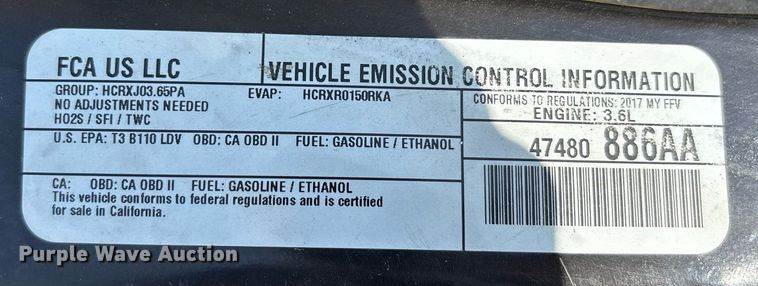 FCA US LLC
VEHICLE EMISSION CONTROL INFORMATION
GROUP: HCRXJ03.65PA EVAP: HCRXR0150RKA
CONFORMS TO REGULATIONS: 2017 MY FFV
NO ADJUSTMENTS NEEDED
ENGINE: 3.6L
HO2S / SFI / TWC
U.S. EPA: T3 B110 LDV OBD: CA OBD II FUEL: GASOLINE / ETHANOL
47480 886AA
CA: OBD: CA OBD II FUEL: GASOLINE / ETHANOL
This vehicle conforms to federal regulations and is certified
for sale in California.
Purple Wave Auction